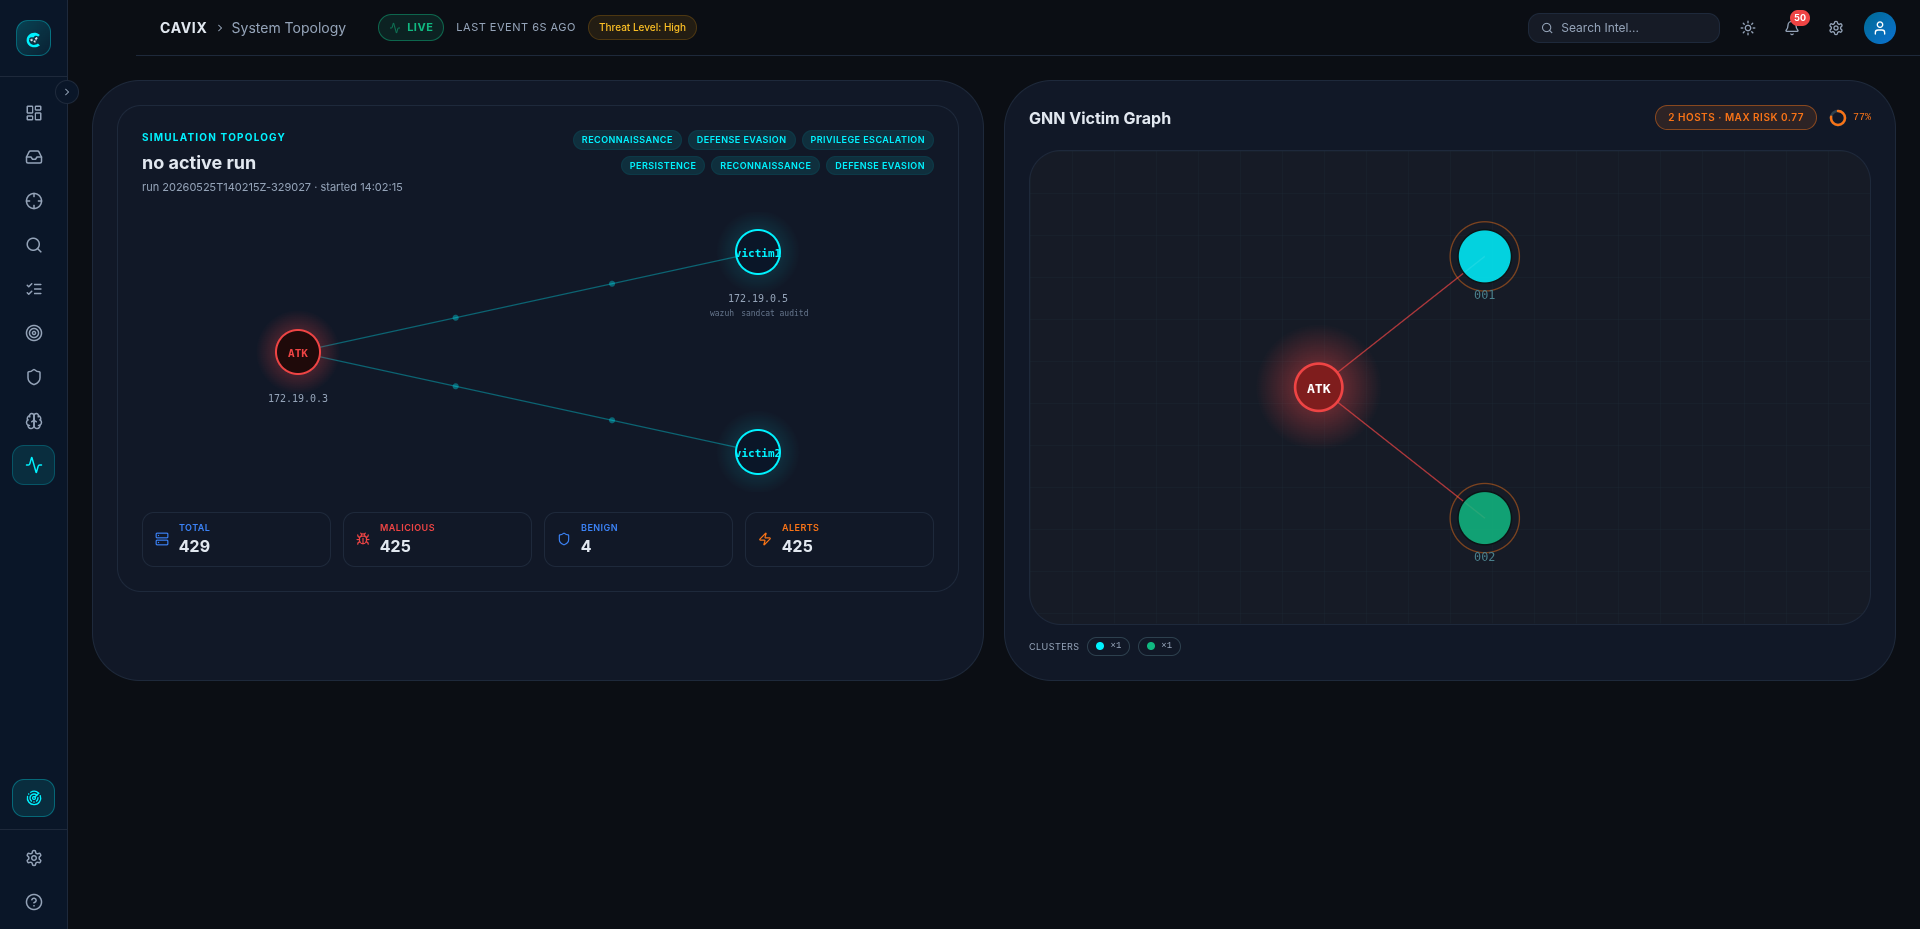 CAVIX > System Topology
LIVE
LAST EVENT 6S AGO
Threat Level: High
Search Intel...
50
SIMULATION TOPOLOGY
no active run
run 20260525T140215Z-329027 · started 14:02:15
RECONNAISSANCE
DEFENSE EVASION
PRIVILEGE ESCALATION
PERSISTENCE
RECONNAISSANCE
DEFENSE EVASION
victim1
172.19.0.5
wazuh sandcat auditd
ATK
172.19.0.3
victim2
TOTAL
429
MALICIOUS
425
BENIGN
4
ALERTS
425
GNN Victim Graph
2 HOSTS · MAX RISK 0.77
77%
001
ATK
002
CLUSTERS
×1
×1